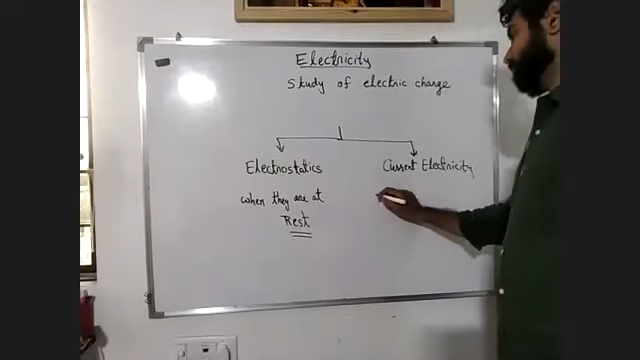 Electricity
Study of electric charge
Electrostatics
Current Electricity
when they are at
Rest